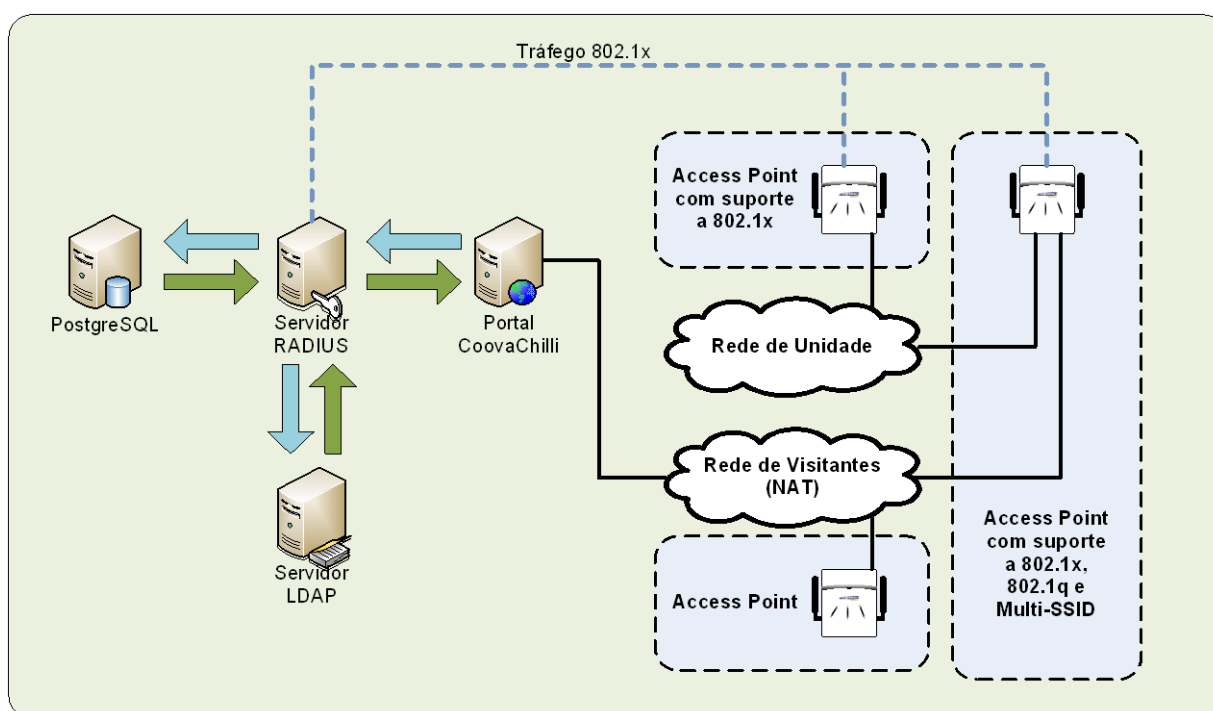 Tráfego 802.1x
Access Point
com suporte
a 802.1x
PostgreSQL
Servidor
RADIUS
Portal
CoovaChilli
Rede de Unidade
Rede de Visitantes
(NAT)
Servidor
LDAP
Access Point
Access Point
com suporte
a 802.1x,
802.1q e
Multi-SSID